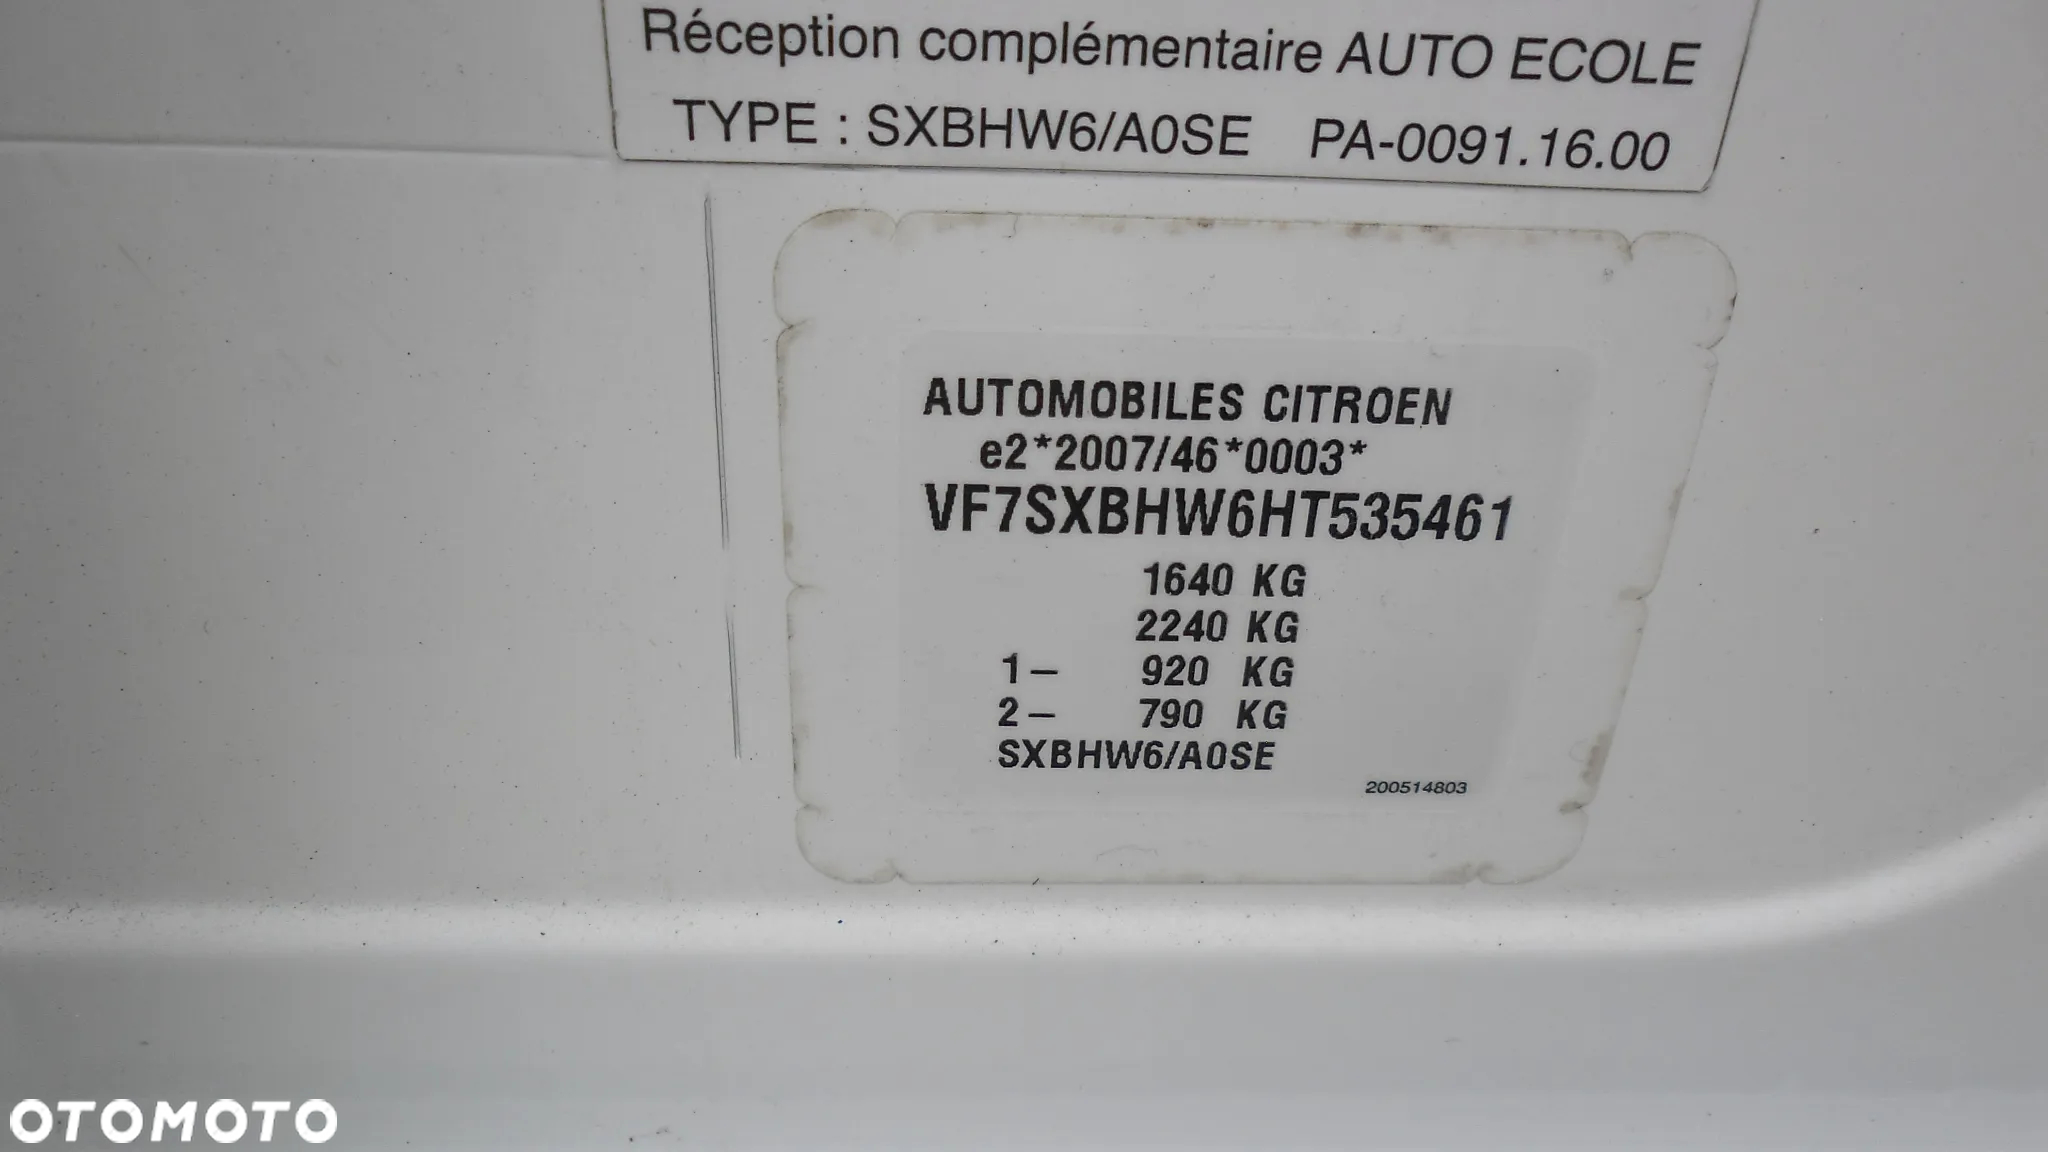 Réception complémentaire AUTO ECOLE
TYPE : SXBHW6/A0SE PA-0091.16.00
AUTOMOBILES CITROEN
e2*2007/46*0003*
VF7SXBHW6HT535461
1640 KG
2240 KG
1– 920 KG
2– 790 KG
SXBHW6/A0SE
200514803
OTOMOTO